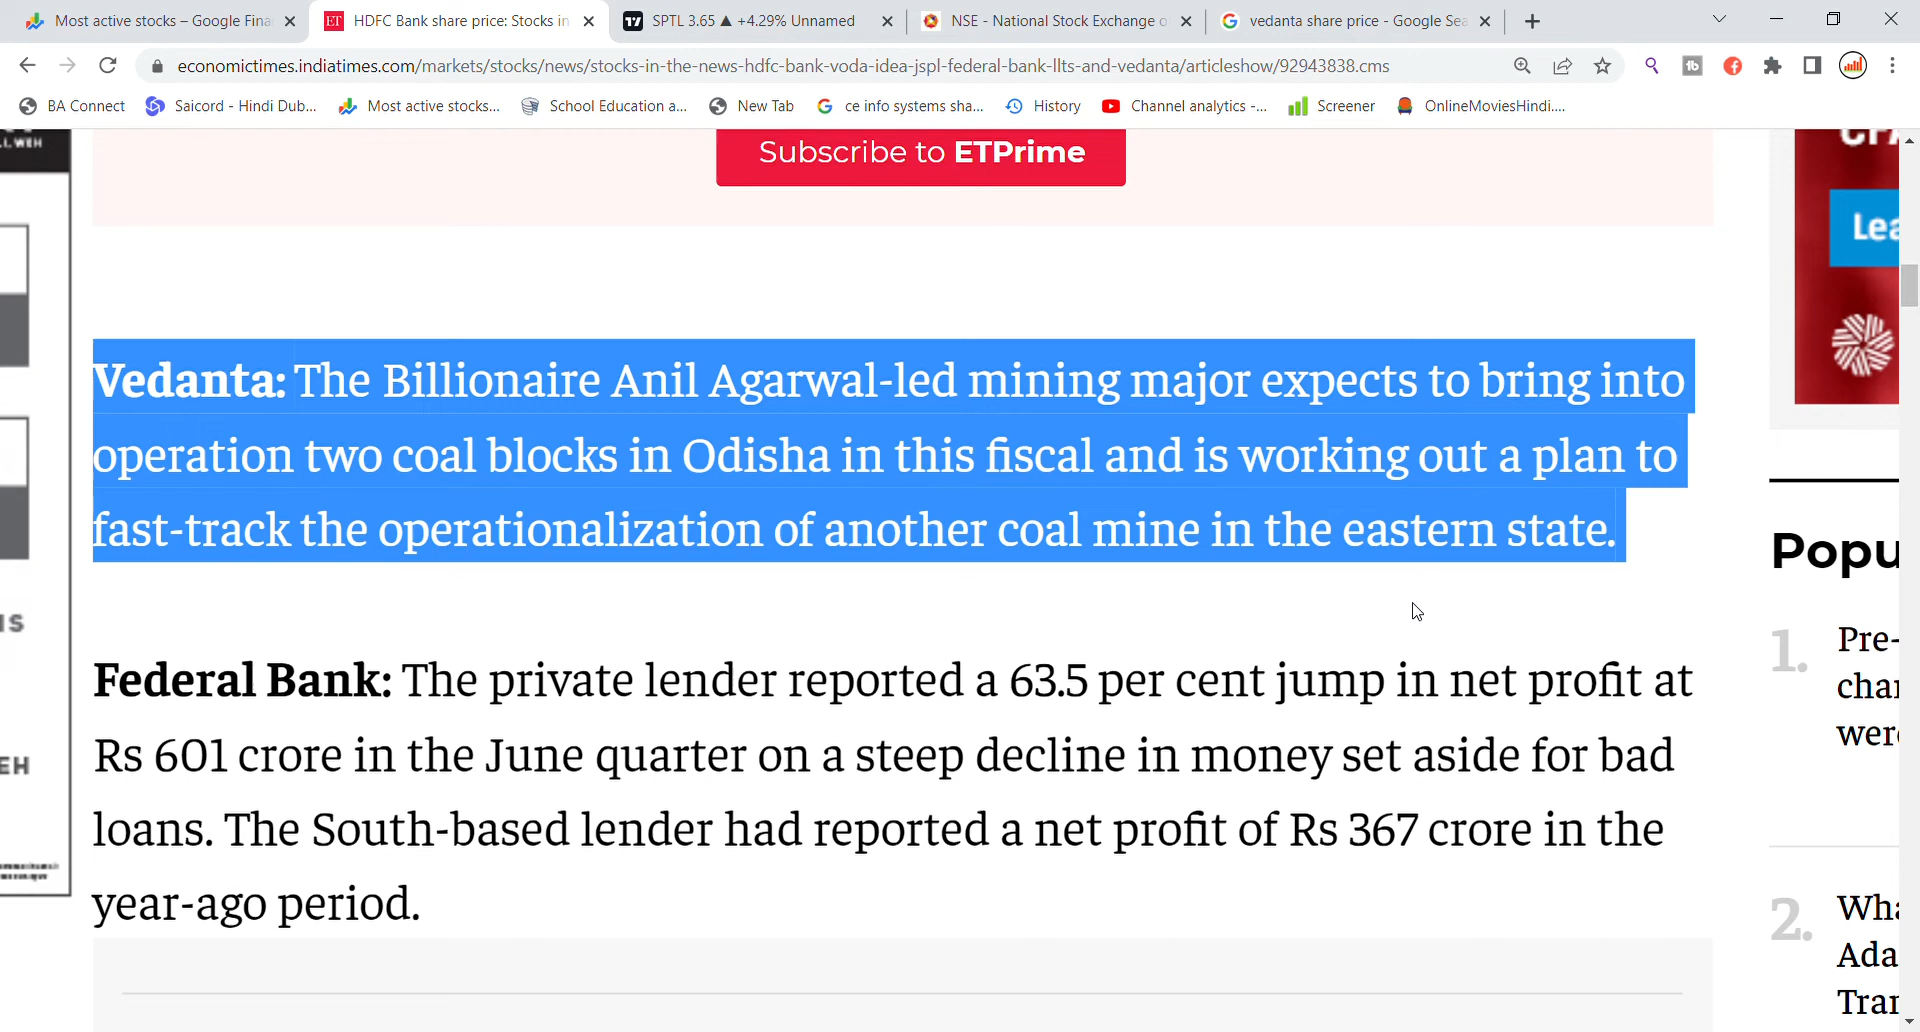 Most active stocks – Google Fina
ET HDFC Bank share price: Stocks in
SPTL 3.65 ▲ +4.29% Unnamed
NSE - National Stock Exchange o
vedanta share price - Google Sea
economictimes.indiatimes.com/markets/stocks/news/stocks-in-the-news-hdfc-bank-voda-idea-jspl-federal-bank-llts-and-vedanta/articleshow/92943838.cms
BA Connect
Saicord - Hindi Dub...
Most active stocks...
School Education a...
New Tab
ce info systems sha...
History
Channel analytics -...
Screener
OnlineMoviesHindi....
Subscribe to ETPrime
Lea
Vedanta: The Billionaire Anil Agarwal-led mining major expects to bring into
operation two coal blocks in Odisha in this fiscal and is working out a plan to
fast-track the operationalization of another coal mine in the eastern state.
Federal Bank: The private lender reported a 63.5 per cent jump in net profit at
Rs 601 crore in the June quarter on a steep decline in money set aside for bad
loans. The South-based lender had reported a net profit of Rs 367 crore in the
year-ago period.
Popu
1. Pre-
char
were
2. Wha
Ada
Tran